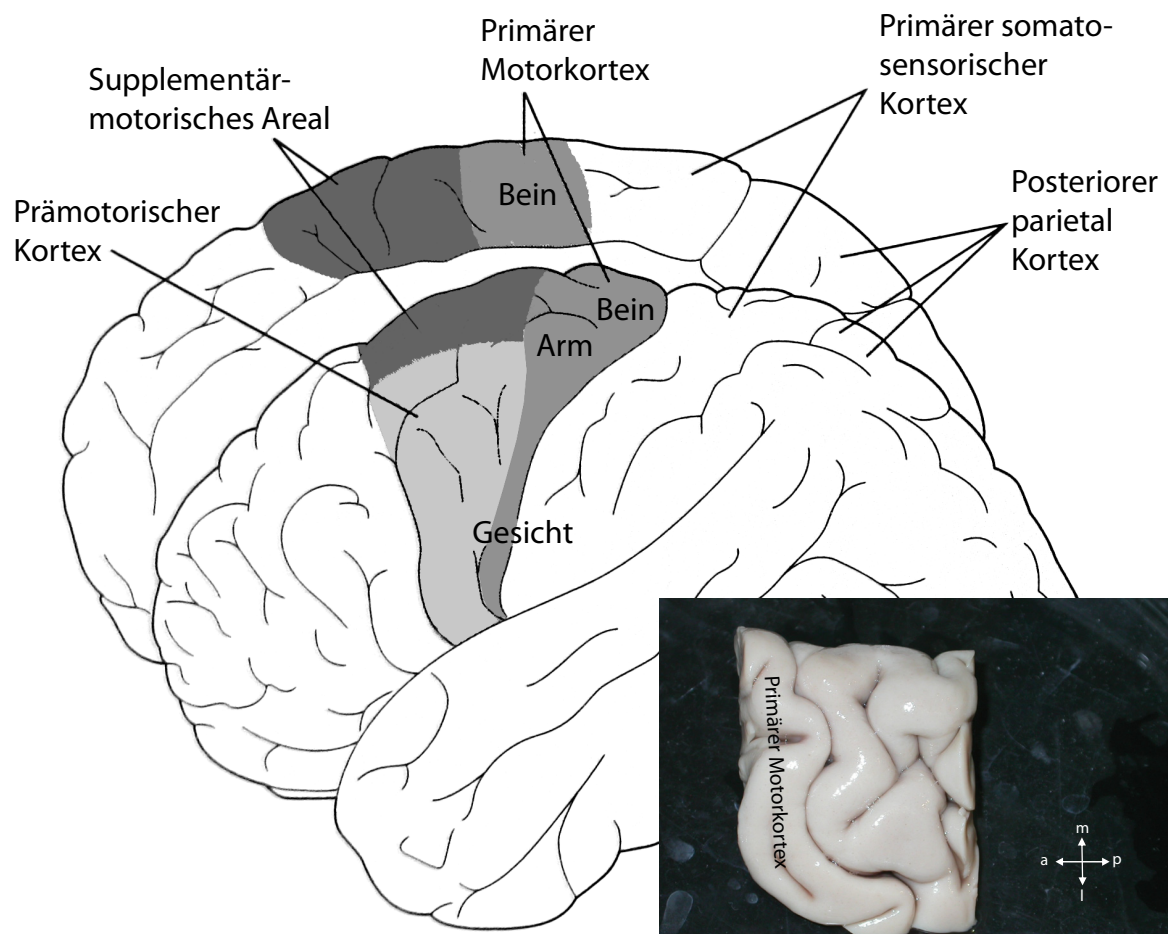 Primärer
Motorkortex
Primärer somato-
sensorischer
Kortex
Supplementär-
motorisches Areal
Posteriorer
parietal
Kortex
Prämotorischer
Kortex
Bein
Bein
Arm
Gesicht
Primärer Motorkortex
m
a
p
l